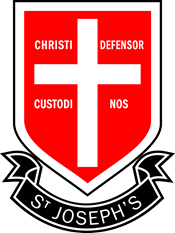 CHRISTI DEFENSOR
CUSTODI NOS
ST JOSEPH'S